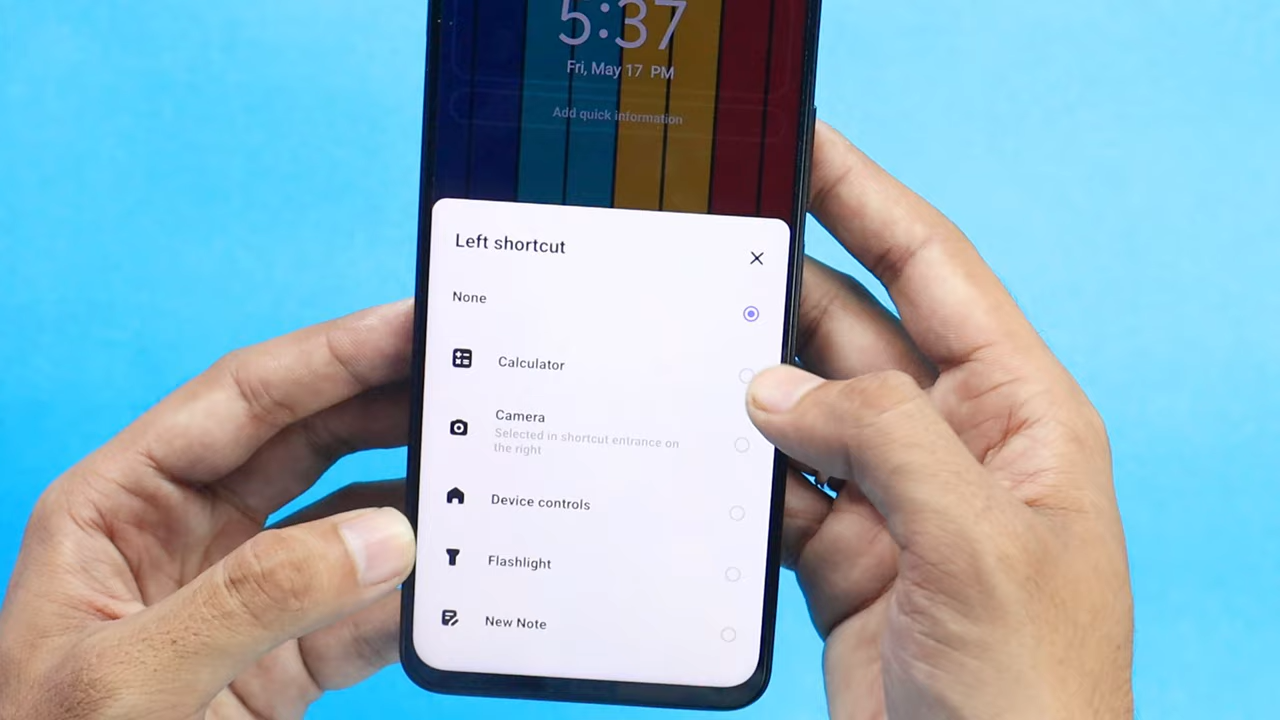 5:37
Fri, May 17 PM
Add quick information
Left shortcut
None
Calculator
Camera
Selected in shortcut entrance on
the right
Device controls
Flashlight
New Note